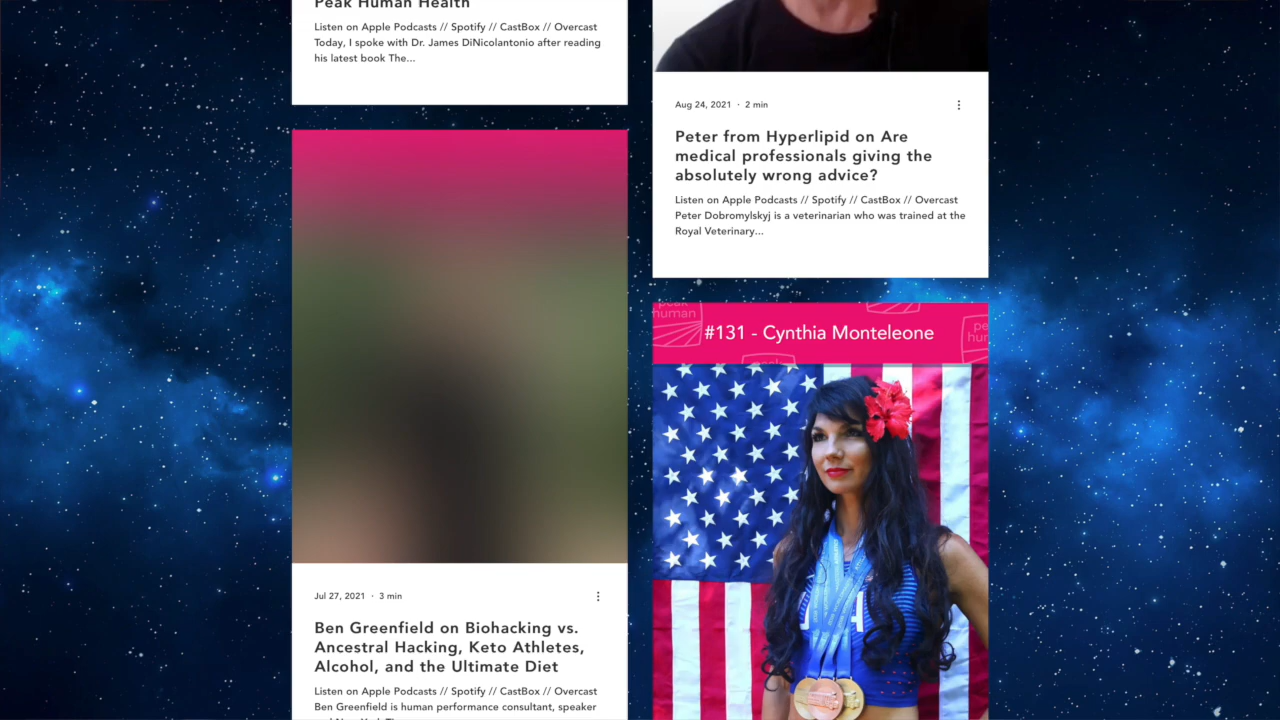 Peak Human Health
Listen on Apple Podcasts // Spotify // CastBox // Overcast
Today, I spoke with Dr. James DiNicolantonio after reading
his latest book The...
Jul 27, 2021 · 3 min
Ben Greenfield on Biohacking vs.
Ancestral Hacking, Keto Athletes,
Alcohol, and the Ultimate Diet
Listen on Apple Podcasts // Spotify // CastBox // Overcast
Ben Greenfield is human performance consultant, speaker
Aug 24, 2021 · 2 min
Peter from Hyperlipid on Are
medical professionals giving the
absolutely wrong advice?
Listen on Apple Podcasts // Spotify // CastBox // Overcast
Peter Dobromylskyj is a veterinarian who was trained at the
Royal Veterinary...
peak
human
#131 - Cynthia Monteleone